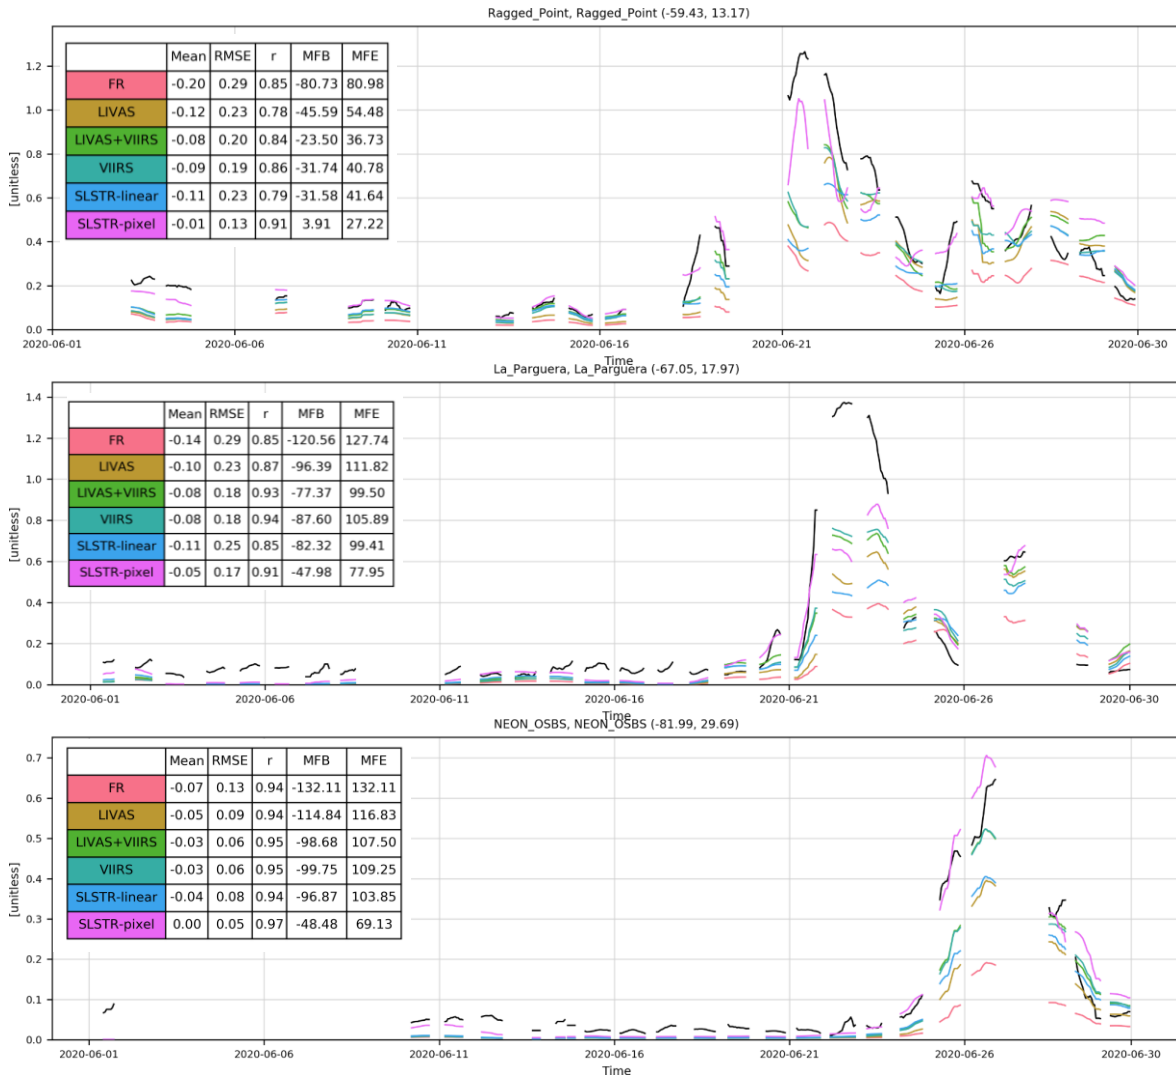 Ragged_Point, Ragged_Point (-59.43, 13.17)
Mean RMSE r MFB MFE
FR -0.20 0.29 0.85 -80.73 80.98
LIVAS -0.12 0.23 0.78 -45.59 54.48
LIVAS+VIIRS -0.08 0.20 0.84 -23.50 36.73
VIIRS -0.09 0.19 0.86 -31.74 40.78
SLSTR-linear -0.11 0.23 0.79 -31.58 41.64
SLSTR-pixel -0.01 0.13 0.91 3.91 27.22
[unitless]
1.2
1.0
0.8
0.6
0.4
0.2
0.0
2020-06-01 2020-06-06 2020-06-11 2020-06-16 2020-06-21 2020-06-26 2020-06-30
Time
La_Parguera, La_Parguera (-67.05, 17.97)
Mean RMSE r MFB MFE
FR -0.14 0.29 0.85 -120.56 127.74
LIVAS -0.10 0.23 0.87 -96.39 111.82
LIVAS+VIIRS -0.08 0.18 0.93 -77.37 99.50
VIIRS -0.08 0.18 0.94 -87.60 105.89
SLSTR-linear -0.11 0.25 0.85 -82.32 99.41
SLSTR-pixel -0.05 0.17 0.91 -47.98 77.95
[unitless]
1.4
1.2
1.0
0.8
0.6
0.4
0.2
0.0
2020-06-01 2020-06-06 2020-06-11 2020-06-16 2020-06-21 2020-06-26 2020-06-30
Time
NEON_OSBS, NEON_OSBS (-81.99, 29.69)
Mean RMSE r MFB MFE
FR -0.07 0.13 0.94 -132.11 132.11
LIVAS -0.05 0.09 0.94 -114.84 116.83
LIVAS+VIIRS -0.03 0.06 0.95 -98.68 107.50
VIIRS -0.03 0.06 0.95 -99.75 109.25
SLSTR-linear -0.04 0.08 0.94 -96.87 103.85
SLSTR-pixel 0.00 0.05 0.97 -48.48 69.13
[unitless]
0.7
0.6
0.5
0.4
0.3
0.2
0.1
0.0
2020-06-01 2020-06-06 2020-06-11 2020-06-16 2020-06-21 2020-06-26 2020-06-30
Time